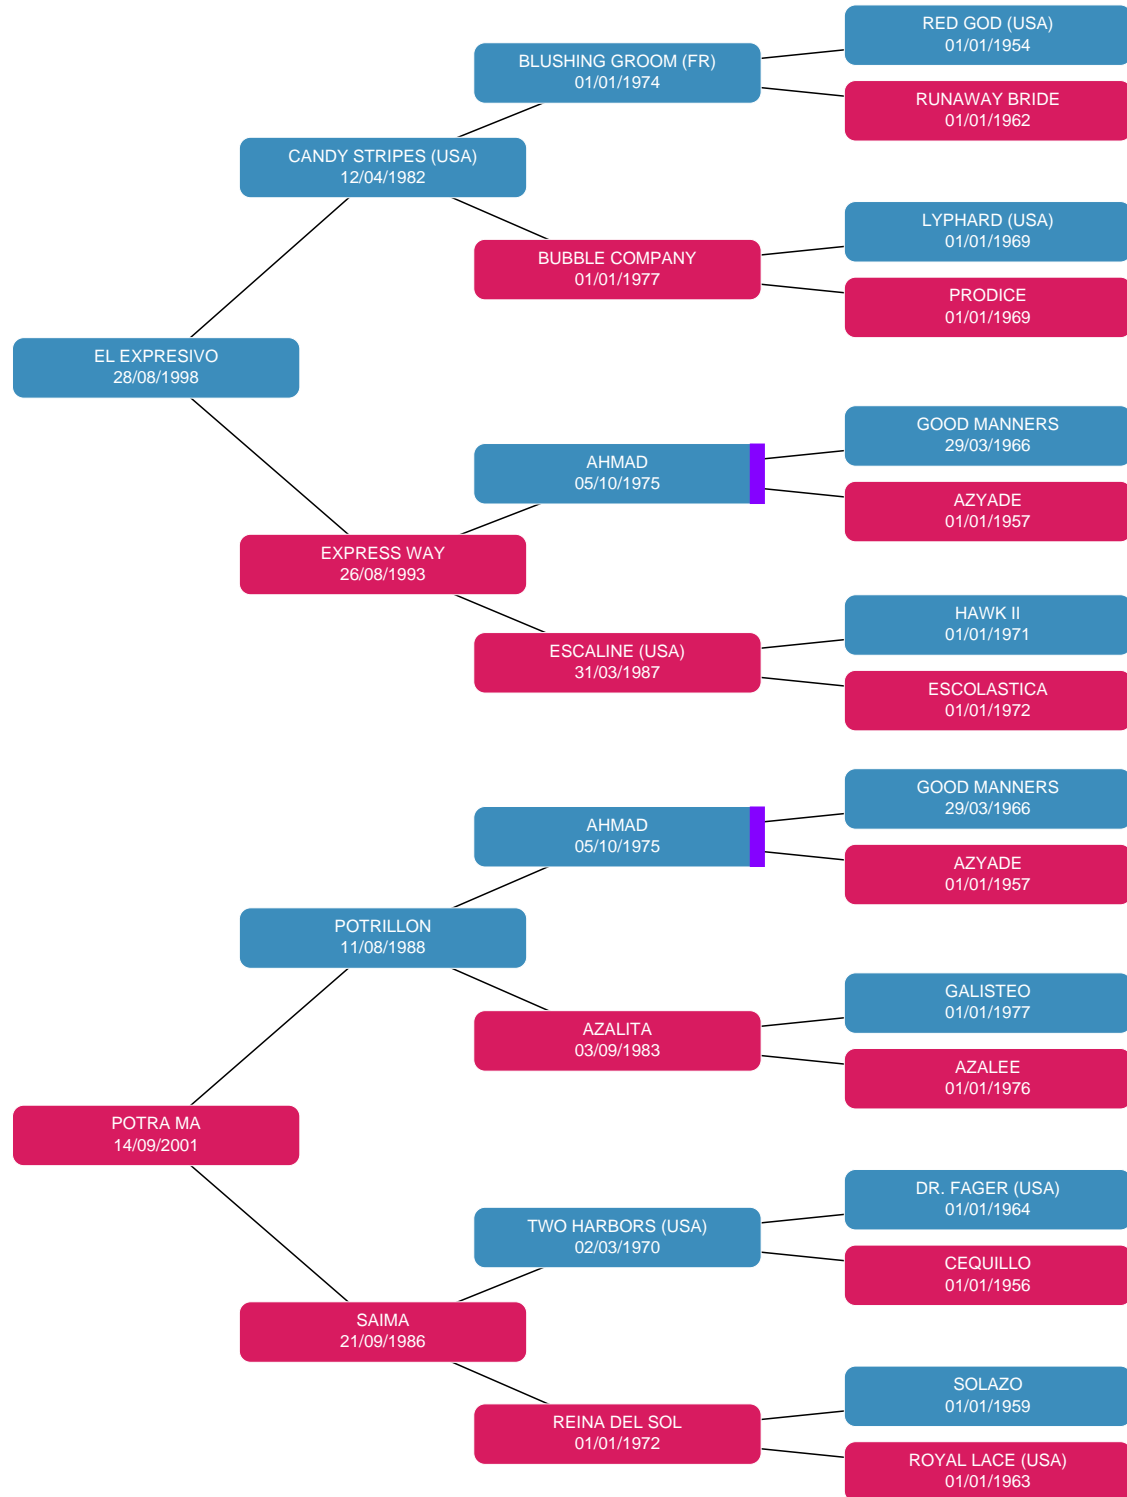 RED GOD (USA)
01/01/1954
BLUSHING GROOM (FR)
01/01/1974
RUNAWAY BRIDE
01/01/1962
CANDY STRIPES (USA)
12/04/1982
LYPHARD (USA)
01/01/1969
BUBBLE COMPANY
01/01/1977
PRODICE
01/01/1969
EL EXPRESIVO
28/08/1998
GOOD MANNERS
29/03/1966
AHMAD
05/10/1975
AZYADE
01/01/1957
EXPRESS WAY
26/08/1993
HAWK II
01/01/1971
ESCALINE (USA)
31/03/1987
ESCOLASTICA
01/01/1972
GOOD MANNERS
29/03/1966
AHMAD
05/10/1975
AZYADE
01/01/1957
POTRILLON
11/08/1988
GALISTEO
01/01/1977
AZALITA
03/09/1983
AZALEE
01/01/1976
POTRA MA
14/09/2001
DR. FAGER (USA)
01/01/1964
TWO HARBORS (USA)
02/03/1970
CEQUILLO
01/01/1956
SAIMA
21/09/1986
SOLAZO
01/01/1959
REINA DEL SOL
01/01/1972
ROYAL LACE (USA)
01/01/1963